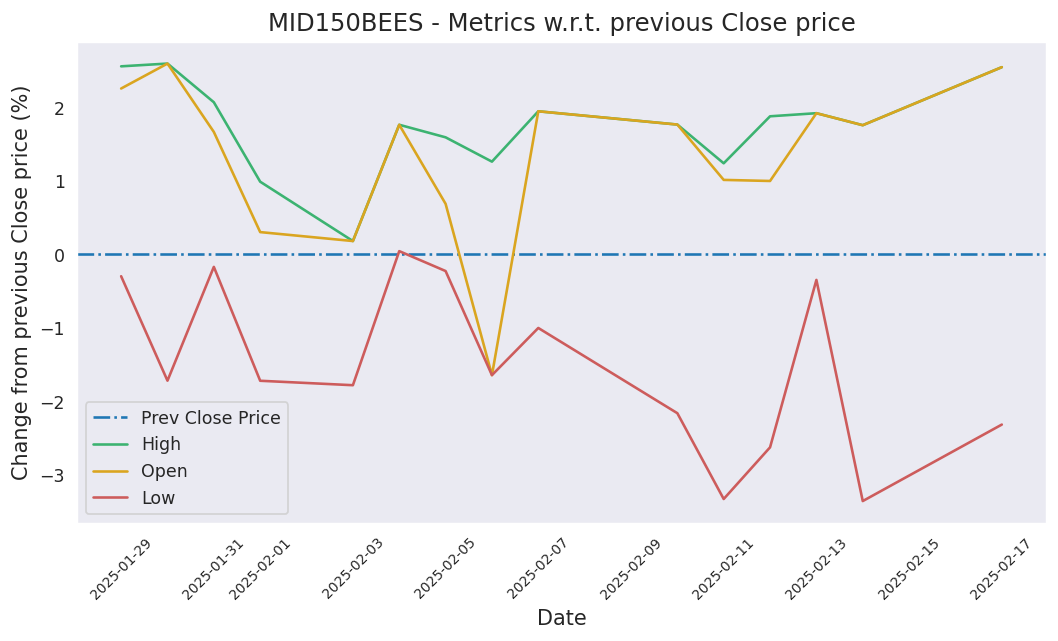 MID150BEES - Metrics w.r.t. previous Close price
Change from previous Close price (%)
2
1
0
−1
−2
−3
Prev Close Price
High
Open
Low
2025-01-29
2025-01-31
2025-02-01
2025-02-03
2025-02-05
2025-02-07
2025-02-09
2025-02-11
2025-02-13
2025-02-15
2025-02-17
Date